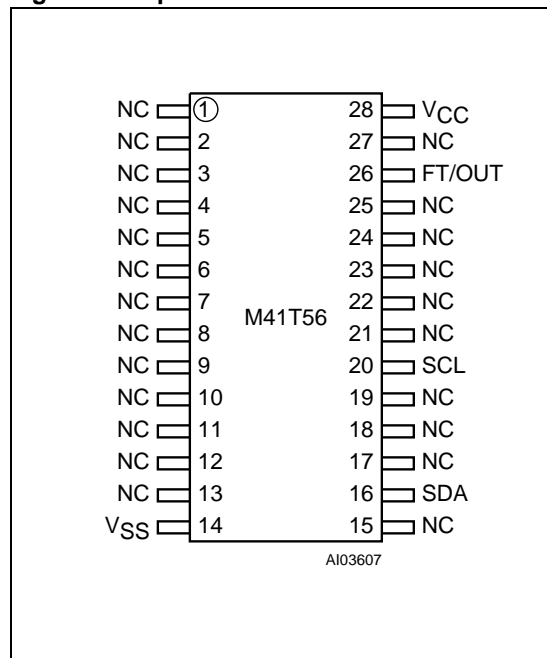 NC 1 28 VCC
NC 2 27 NC
NC 3 26 FT/OUT
NC 4 25 NC
NC 5 24 NC
NC 6 23 NC
NC 7 22 NC
M41T56
NC 8 21 NC
NC 9 20 SCL
NC 10 19 NC
NC 11 18 NC
NC 12 17 NC
NC 13 16 SDA
VSS 14 15 NC
AI03607